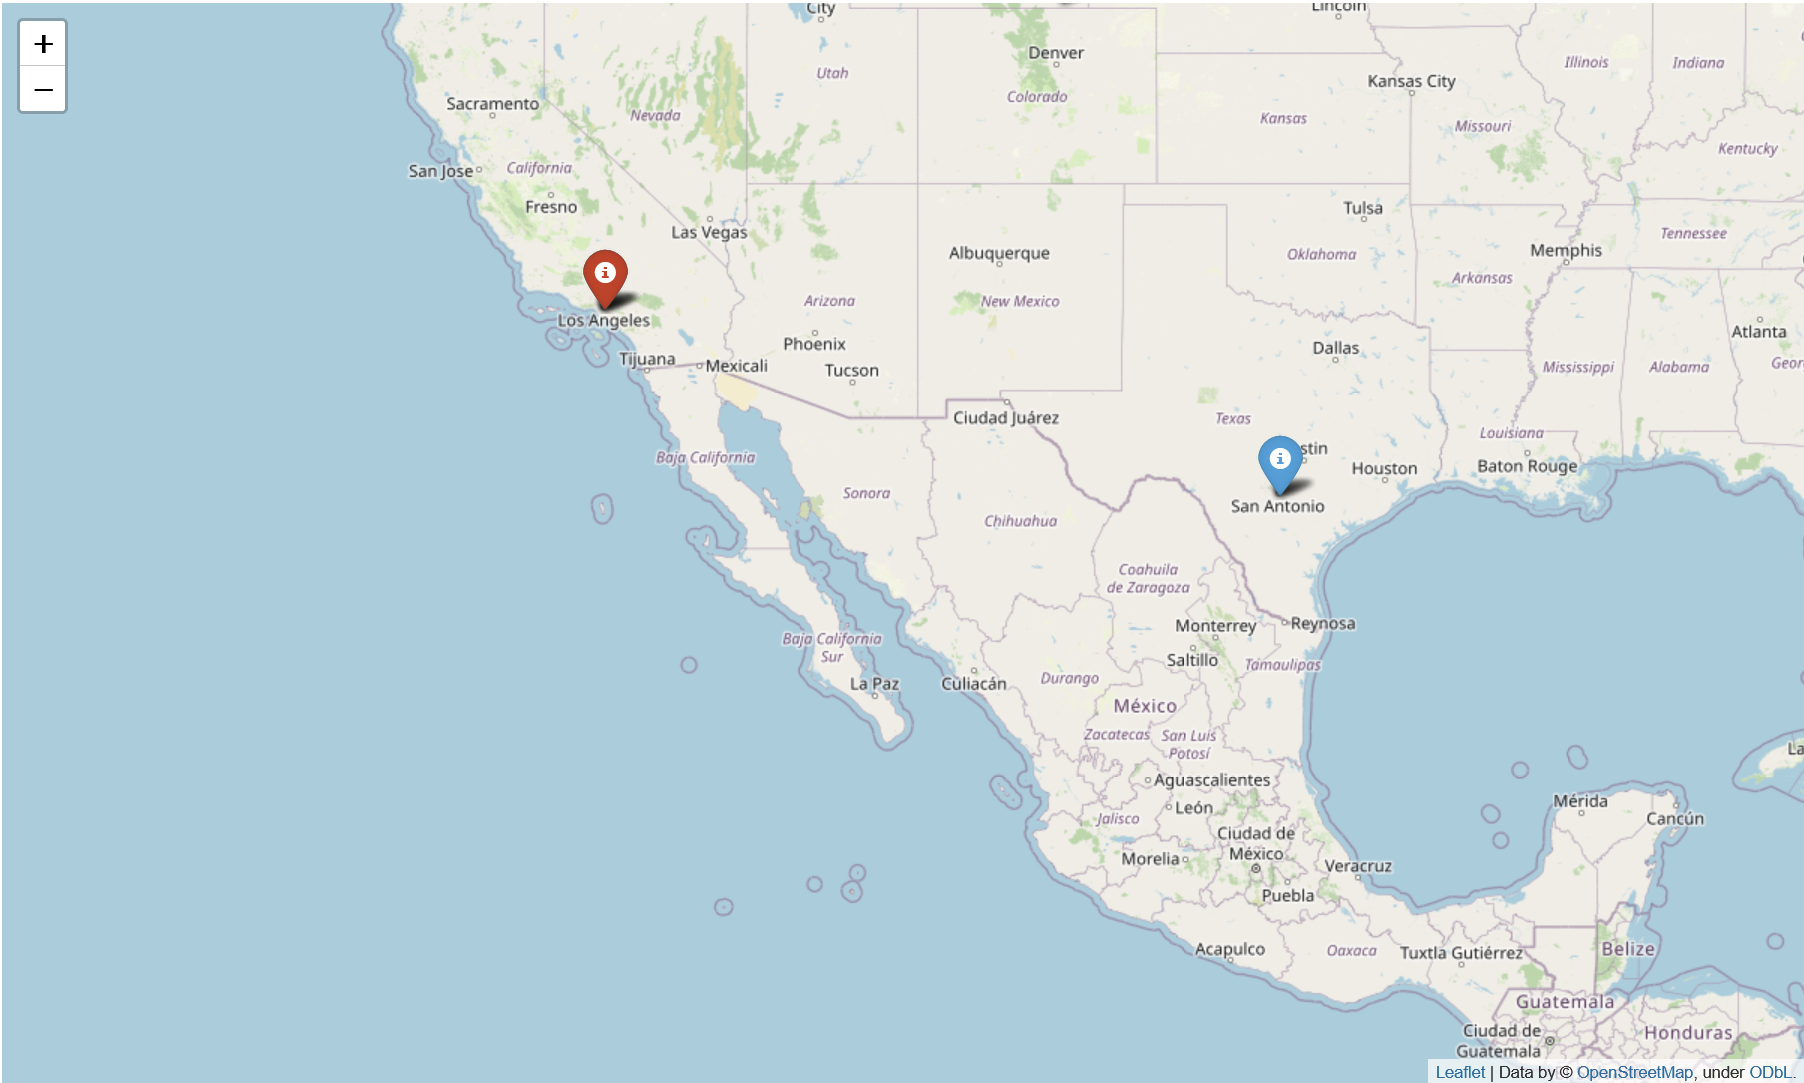 +
−
City
Lincoln
Denver
Utah
Colorado
Kansas City
Illinois
Indiana
Sacramento
Nevada
Kansas
Missouri
Kentucky
San Jose
California
Fresno
Las Vegas
Tulsa
Tennessee
Albuquerque
Oklahoma
Memphis
Arkansas
Arizona
New Mexico
Los Angeles
Atlanta
Phoenix
Dallas
Tijuana
Mexicali
Tucson
Mississippi
Alabama
Geor
Ciudad Juárez
Texas
Louisiana
stin
Baja California
Houston
Baton Rouge
Sonora
San Antonio
Chihuahua
Coahuila
de Zaragoza
Monterrey
Reynosa
Baja California
Sur
Saltillo
Tamaulipas
La Paz
Culiacán
Durango
México
Zacatecas
San Luis
Potosí
La
Aguascalientes
León
Mérida
Jalisco
Cancún
Ciudad de
México
Morelia
Veracruz
Puebla
Acapulco
Oaxaca
Tuxtla Gutiérrez
Belize
Guatemala
Ciudad de
Guatemala
Honduras
Leaflet | Data by © OpenStreetMap, under ODbL.